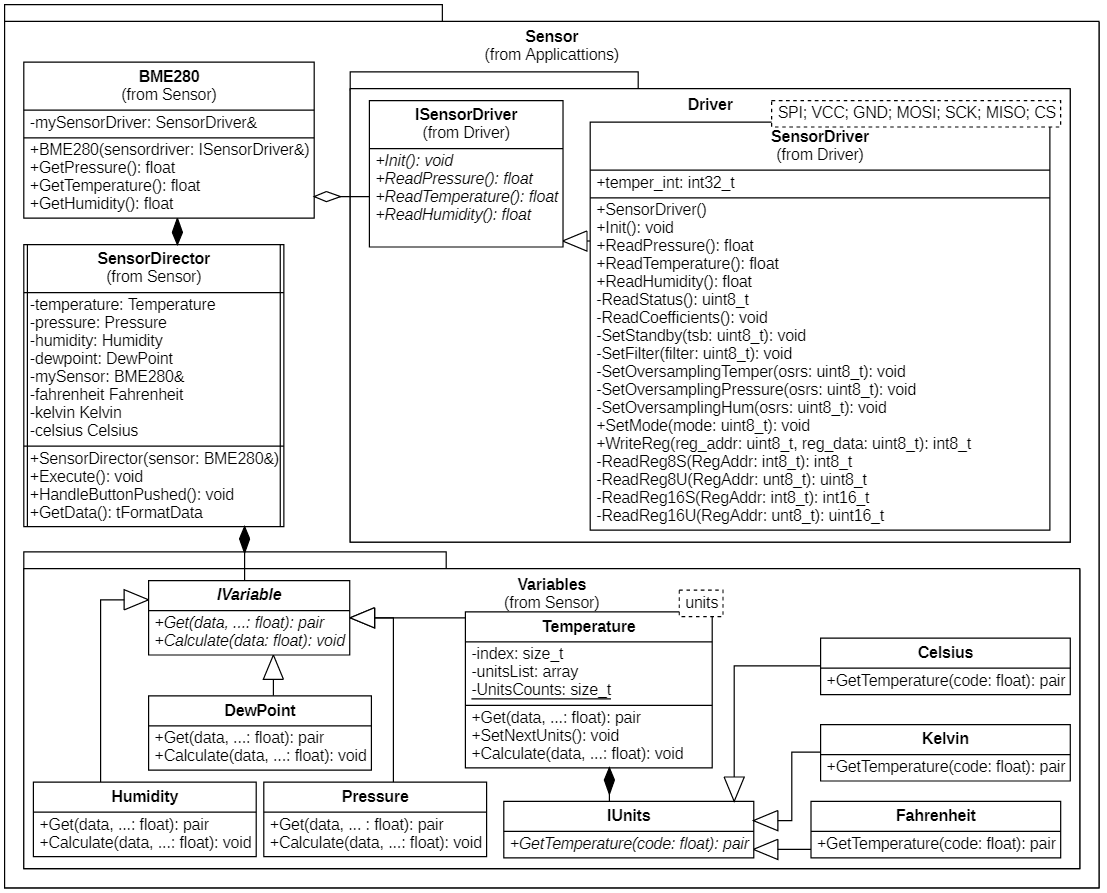 Sensor
(from Applicattions)
BME280
(from Sensor)
-mySensorDriver: SensorDriver&
+BME280(sensordriver: ISensorDriver&)
+GetPressure(): float
+GetTemperature(): float
+GetHumidity(): float
Driver
ISensorDriver
(from Driver)
+Init(): void
+ReadPressure(): float
+ReadTemperature(): float
+ReadHumidity(): float
SPI; VCC; GND; MOSI; SCK; MISO; CS
SensorDriver
(from Driver)
+temper_int: int32_t
+SensorDriver()
+Init(): void
+ReadPressure(): float
+ReadTemperature(): float
+ReadHumidity(): float
-ReadStatus(): uint8_t
-ReadCoefficients(): void
-SetStandby(tsb: uint8_t): void
-SetFilter(filter: uint8_t): void
-SetOversamplingTemper(osrs: uint8_t): void
-SetOversamplingPressure(osrs: uint8_t): void
-SetOversamplingHum(osrs: uint8_t): void
+SetMode(mode: uint8_t): void
+WriteReg(reg_addr: uint8_t, reg_data: uint8_t): int8_t
-ReadReg8S(RegAddr: int8_t): int8_t
-ReadReg8U(RegAddr: unt8_t): uint8_t
-ReadReg16S(RegAddr: int8_t): int16_t
-ReadReg16U(RegAddr: unt8_t): uint16_t
SensorDirector
(from Sensor)
-temperature: Temperature
-pressure: Pressure
-humidity: Humidity
-dewpoint: DewPoint
-mySensor: BME280&
-fahrenheit Fahrenheit
-kelvin Kelvin
-celsius Celsius
+SensorDirector(sensor: BME280&)
+Execute(): void
+HandleButtonPushed(): void
+GetData(): tFormatData
Variables
(from Sensor)
IVariable
+Get(data, ...: float): pair
+Calculate(data: float): void
DewPoint
+Get(data, ...: float): pair
+Calculate(data, ...: float): void
Humidity
+Get(data, ...: float): pair
+Calculate(data, ...: float): void
Pressure
+Get(data, ... : float): pair
+Calculate(data, ...: float): void
units
Temperature
-index: size_t
-unitsList: array
-UnitsCounts: size_t
+Get(data, ...: float): pair
+SetNextUnits(): void
+Calculate(data, ...: float): void
IUnits
+GetTemperature(code: float): pair
Celsius
+GetTemperature(code: float): pair
Kelvin
+GetTemperature(code: float): pair
Fahrenheit
+GetTemperature(code: float): pair